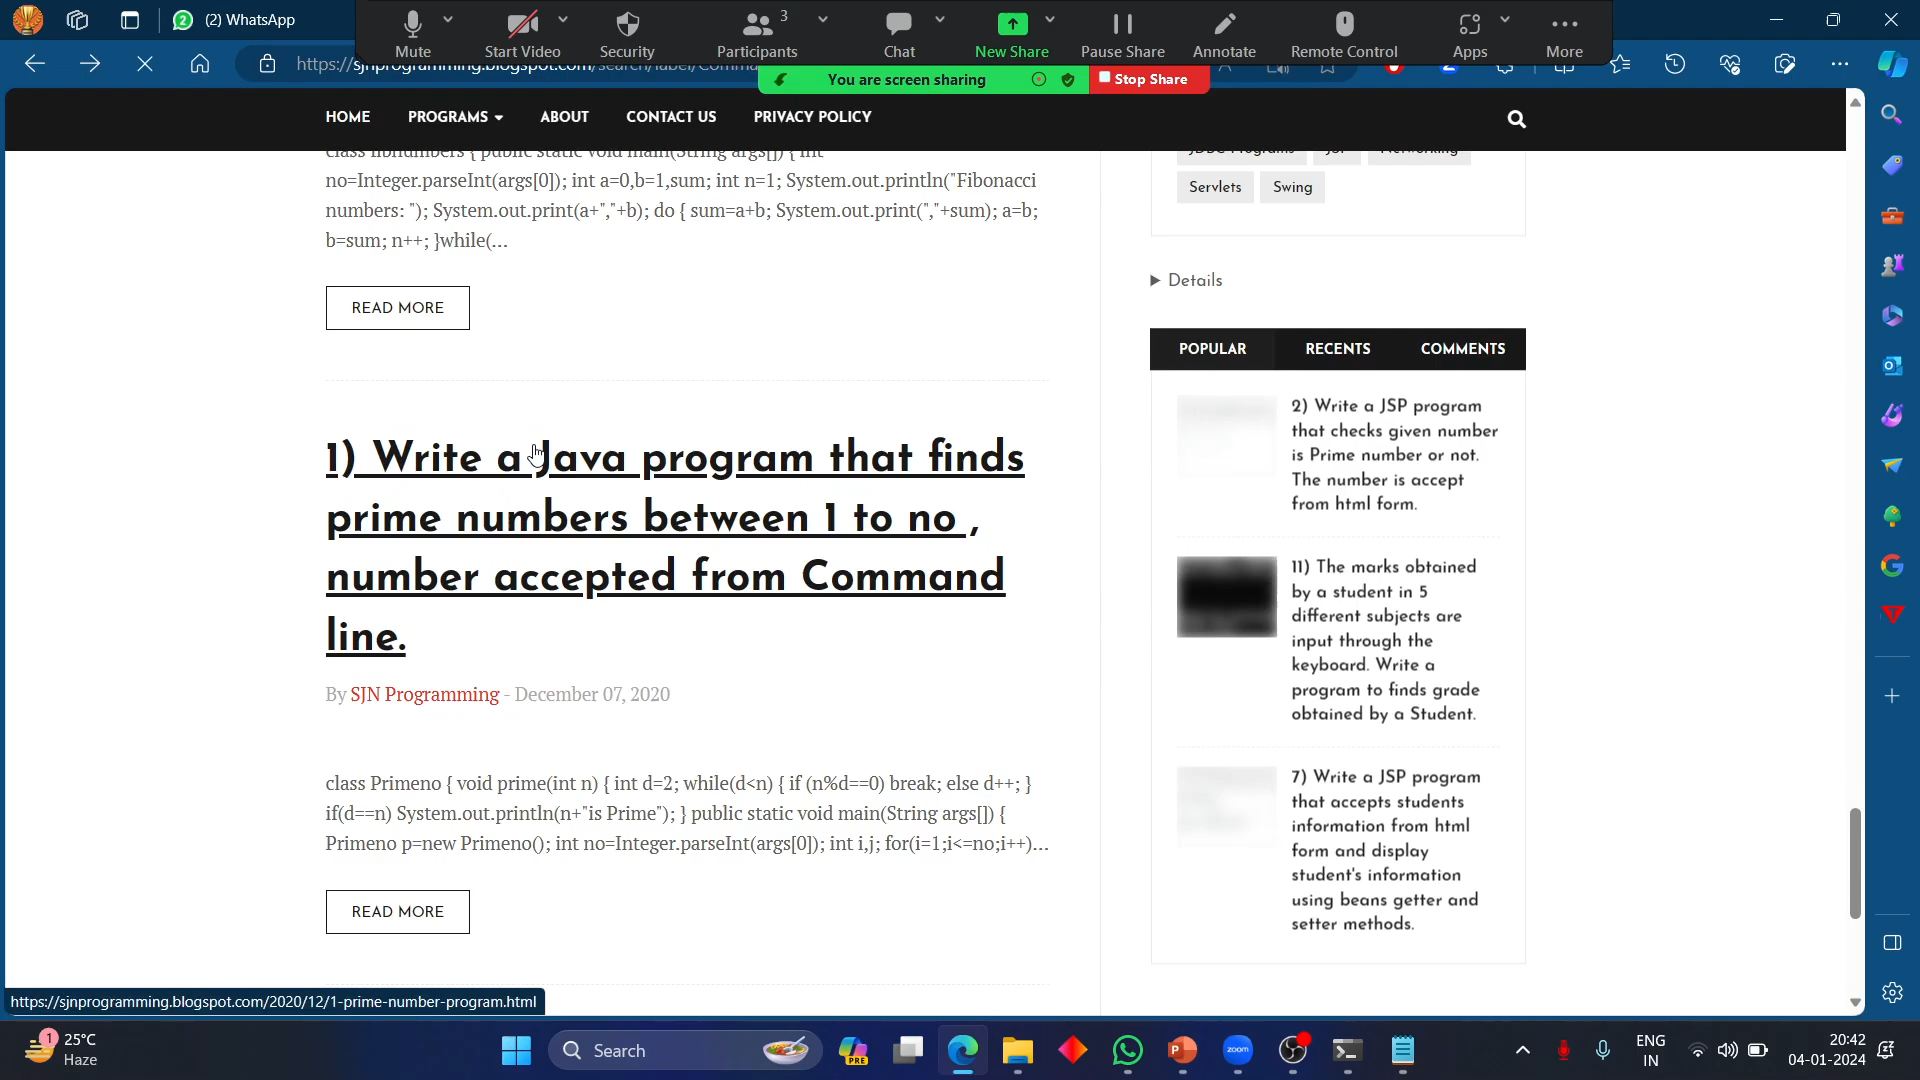 (2) WhatsApp
Mute
Start Video
Security
3
Participants
Chat
New Share
Pause Share
Annotate
Remote Control
Apps
More
You are screen sharing
Stop Share
HOME
PROGRAMS
ABOUT
CONTACT US
PRIVACY POLICY
no=Integer.parseInt(args[0]); int a=0,b=1,sum; int n=1; System.out.println("Fibonacci
numbers: "); System.out.print(a+","+b); do { sum=a+b; System.out.print(","+sum); a=b;
b=sum; n++; }while(...
READ MORE
1) Write a Java program that finds
prime numbers between 1 to no ,
number accepted from Command
line.
By SJN Programming - December 07, 2020
class Primeno { void prime(int n) { int d=2; while(d<n) { if (n%d==0) break; else d++; }
if(d==n) System.out.println(n+"is Prime"); } public static void main(String args[]) {
Primeno p=new Primeno(); int no=Integer.parseInt(args[0]); int i,j; for(i=1;i<=no;i++)...
READ MORE
Servlets
Swing
Details
POPULAR
RECENTS
COMMENTS
2) Write a JSP program
that checks given number
is Prime number or not.
The number is accept
from html form.
11) The marks obtained
by a student in 5
different subjects are
input through the
keyboard. Write a
program to finds grade
obtained by a Student.
7) Write a JSP program
that accepts students
information from html
form and display
student's information
using beans getter and
setter methods.
https://sjnprogramming.blogspot.com/2020/12/1-prime-number-program.html
1
25°C
Haze
Search
PRE
zoom
ENG
IN
20:42
04-01-2024